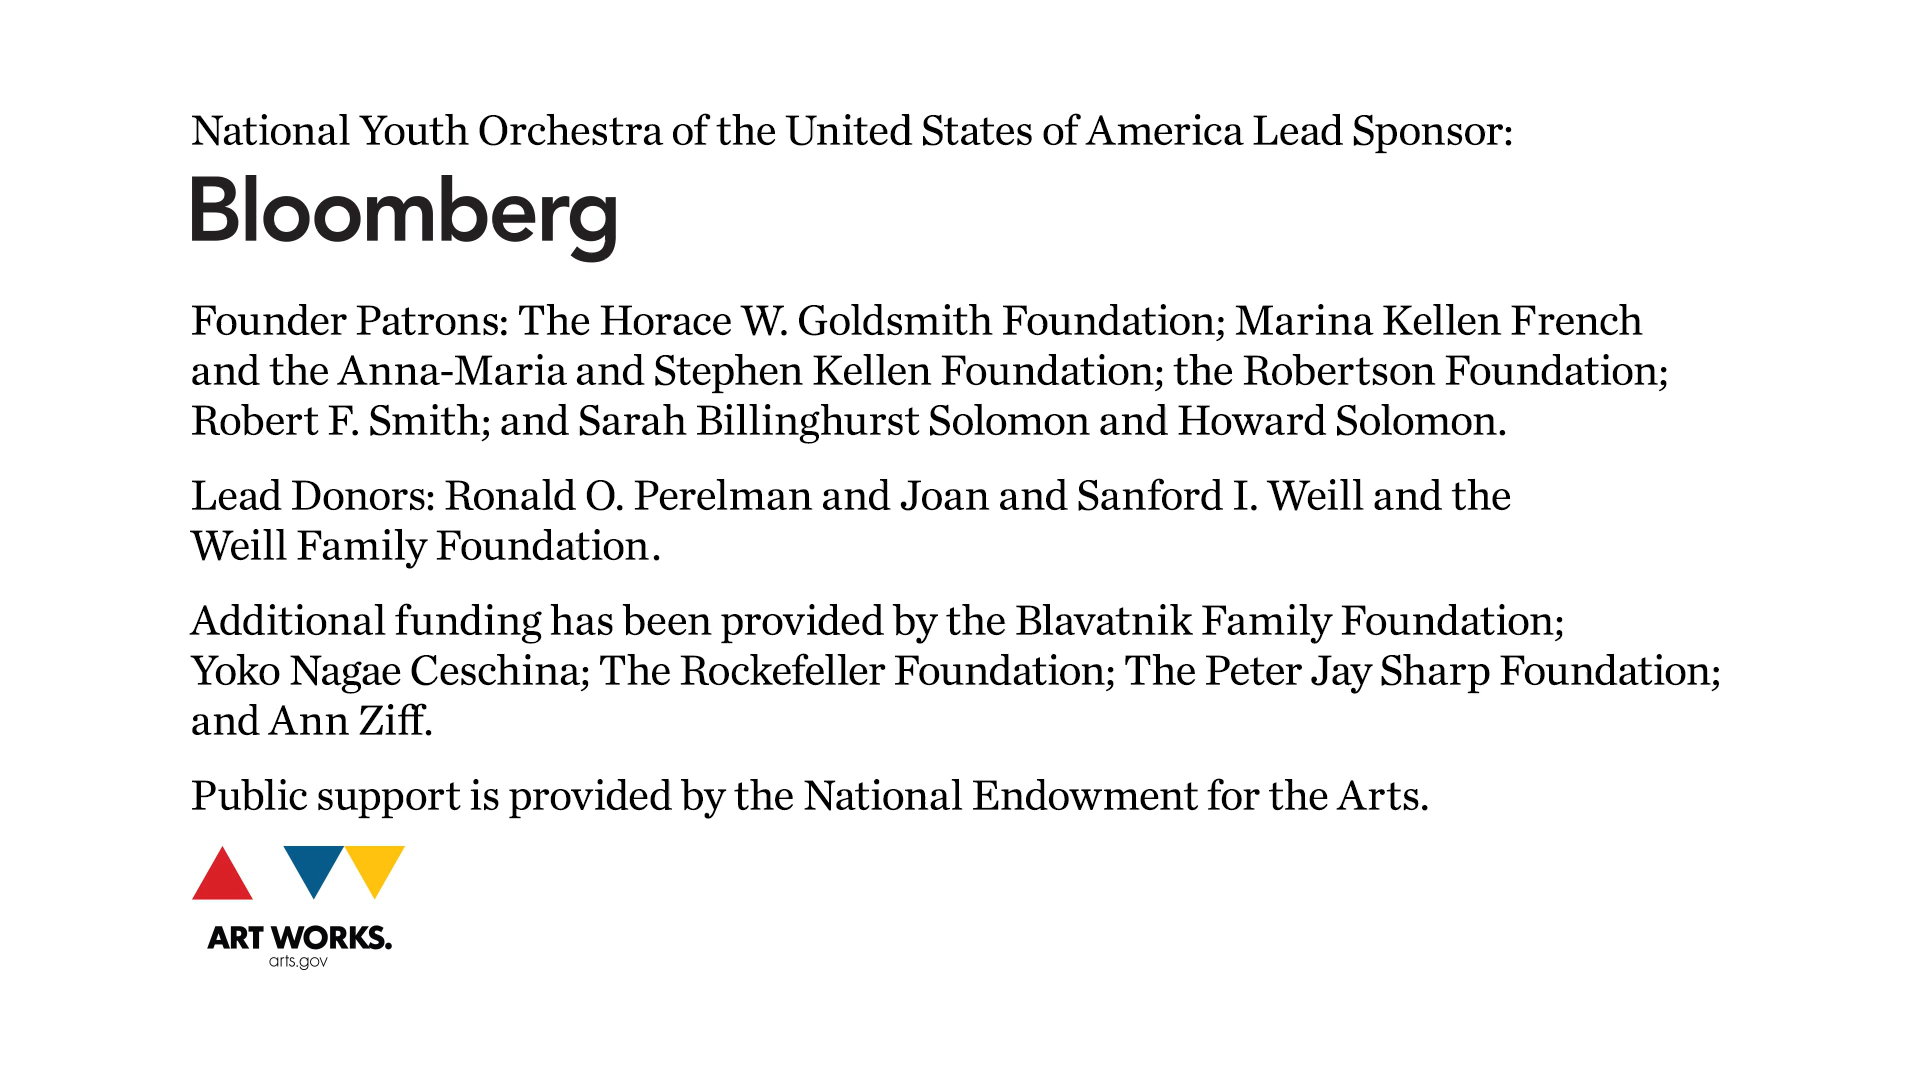 National Youth Orchestra of the United States of America Lead Sponsor:
Bloomberg
Founder Patrons: The Horace W. Goldsmith Foundation; Marina Kellen French
and the Anna-Maria and Stephen Kellen Foundation; the Robertson Foundation;
Robert F. Smith; and Sarah Billinghurst Solomon and Howard Solomon.
Lead Donors: Ronald O. Perelman and Joan and Sanford I. Weill and the
Weill Family Foundation.
Additional funding has been provided by the Blavatnik Family Foundation;
Yoko Nagae Ceschina; The Rockefeller Foundation; The Peter Jay Sharp Foundation;
and Ann Ziff.
Public support is provided by the National Endowment for the Arts.
ART WORKS.
arts.gov